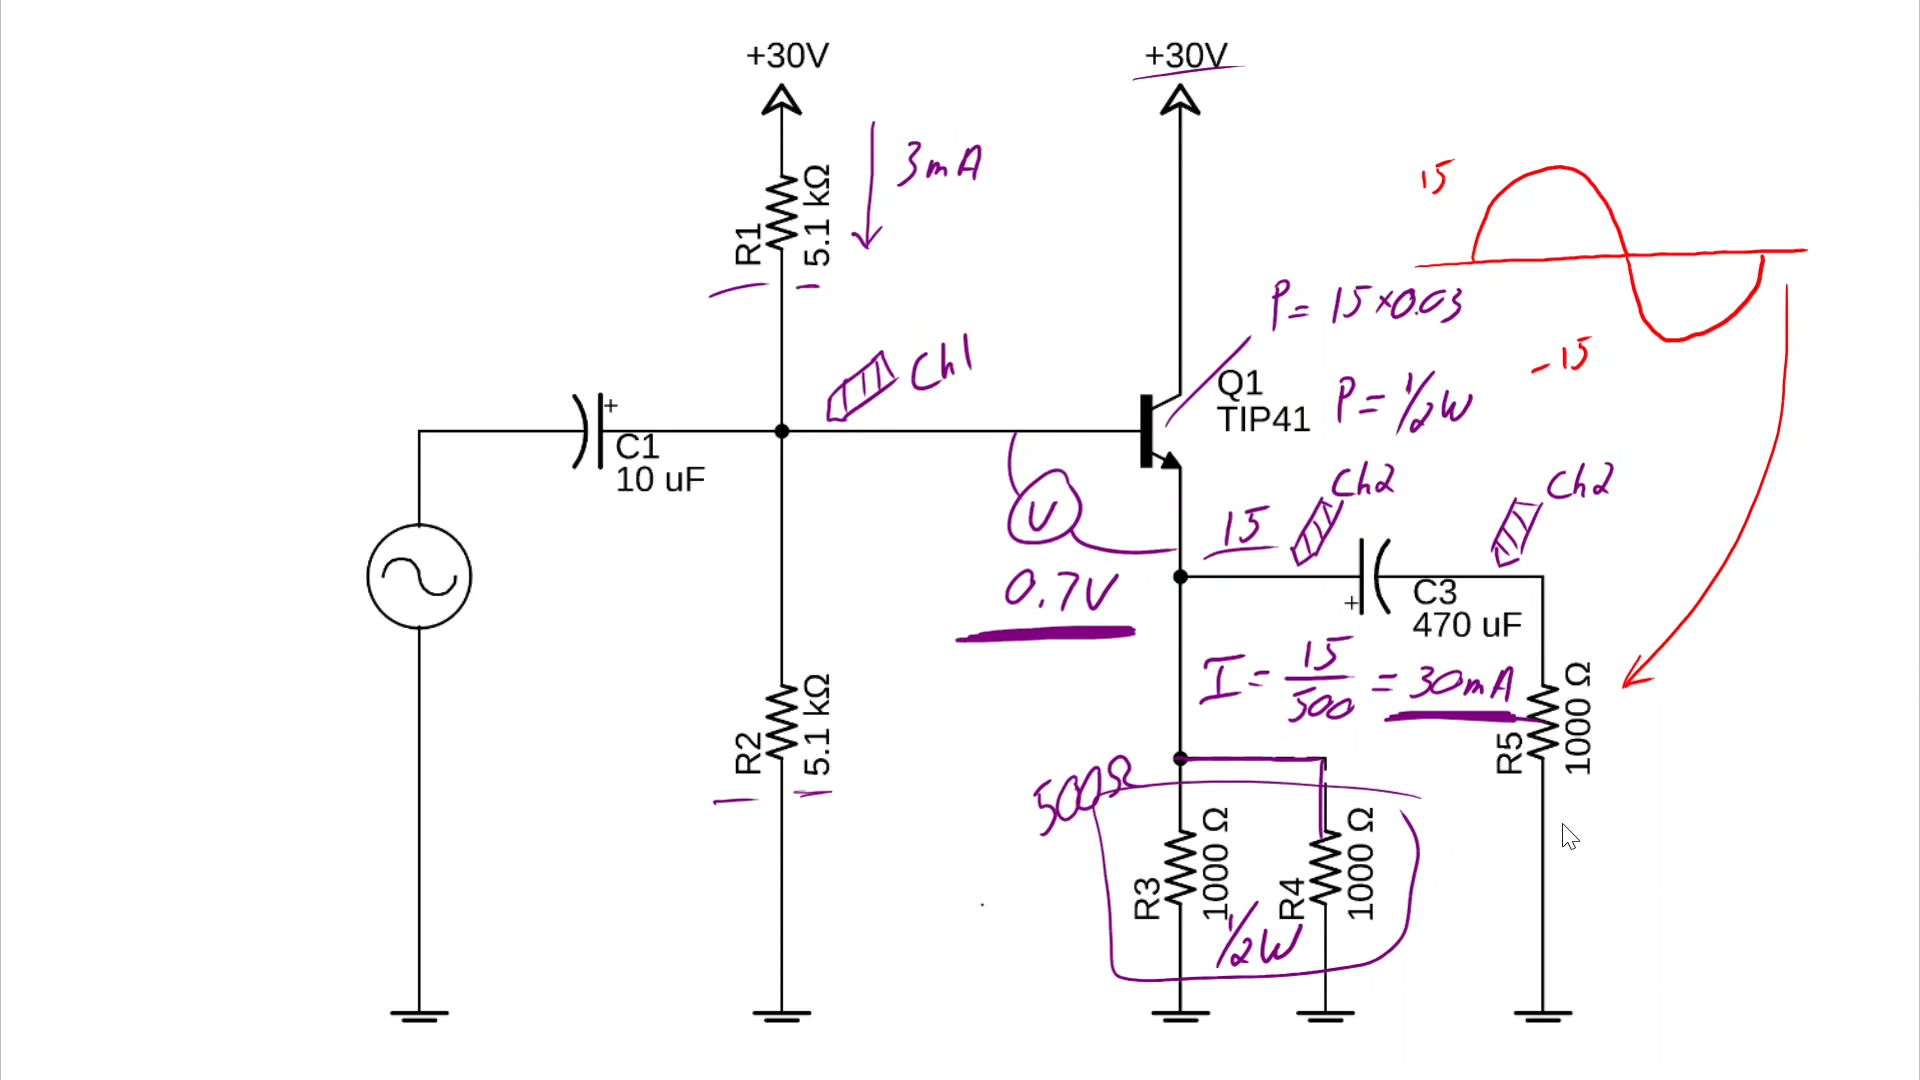 +30V
+30V
3mA
R1
5.1 kΩ
15
P= 15×0.03
-15
Ch1
Q1
TIP41
P= 1/2W
+
C1
10 uF
V
15
Ch2
Ch2
0.7V
+
C3
470 uF
I= 15/500 = 30mA
R2
5.1 kΩ
R5
1000 Ω
500Ω
R3
1000 Ω
R4
1000 Ω
1/2W